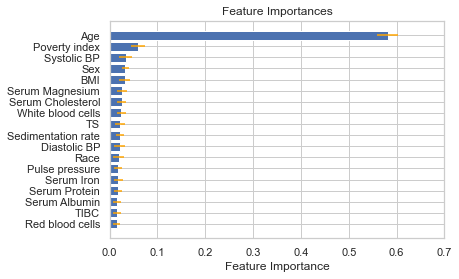 Feature Importances
Age
Poverty index
Systolic BP
Sex
BMI
Serum Magnesium
Serum Cholesterol
White blood cells
TS
Sedimentation rate
Diastolic BP
Race
Pulse pressure
Serum Iron
Serum Protein
Serum Albumin
TIBC
Red blood cells
0.0 0.1 0.2 0.3 0.4 0.5 0.6 0.7
Feature Importance